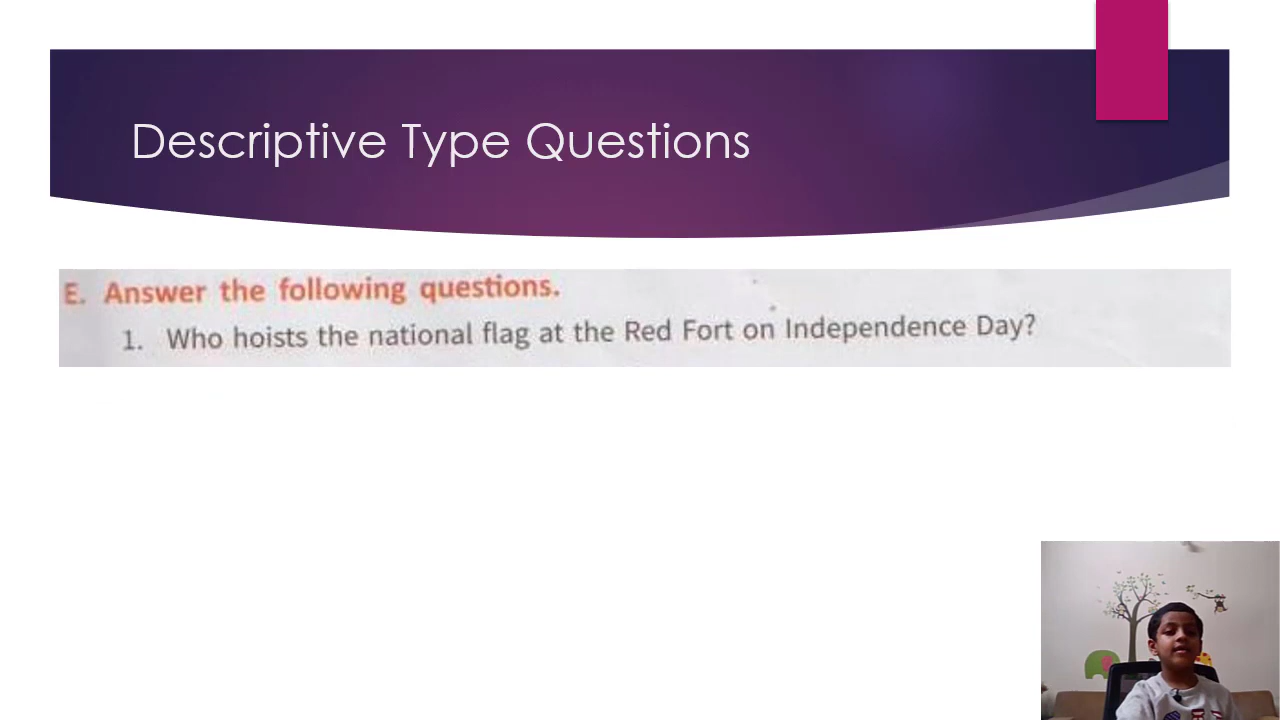 Descriptive Type Questions
E. Answer the following questions.
1. Who hoists the national flag at the Red Fort on Independence Day?